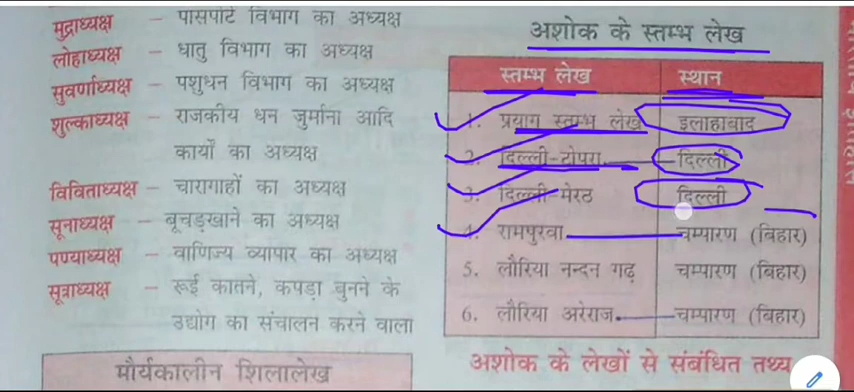 मुद्राध्यक्ष – पासपोर्ट विभाग का अध्यक्ष
लोहाध्यक्ष – धातु विभाग का अध्यक्ष
सुवर्णाध्यक्ष – पशुधन विभाग का अध्यक्ष
शुल्काध्यक्ष – राजकीय धन जुर्माना आदि
कार्यों का अध्यक्ष
विविताध्यक्ष – चारागाहों का अध्यक्ष
सूनाध्यक्ष – बूचड़खाने का अध्यक्ष
पण्याध्यक्ष – वाणिज्य व्यापार का अध्यक्ष
सूत्राध्यक्ष – रूई कातने, कपड़ा बुनने के
उद्योग का संचालन करने वाला
मौर्यकालीन शिलालेख
अशोक के स्तम्भ लेख
स्तम्भ लेख स्थान
1. प्रयाग स्तम्भ लेख इलाहाबाद
2. दिल्ली-टोपरा दिल्ली
3. दिल्ली-मेरठ दिल्ली
4. रामपुरवा चम्पारण (बिहार)
5. लौरिया नन्दन गढ़ चम्पारण (बिहार)
6. लौरिया अरेराज चम्पारण (बिहार)
अशोक के लेखों से संबंधित तथ्य